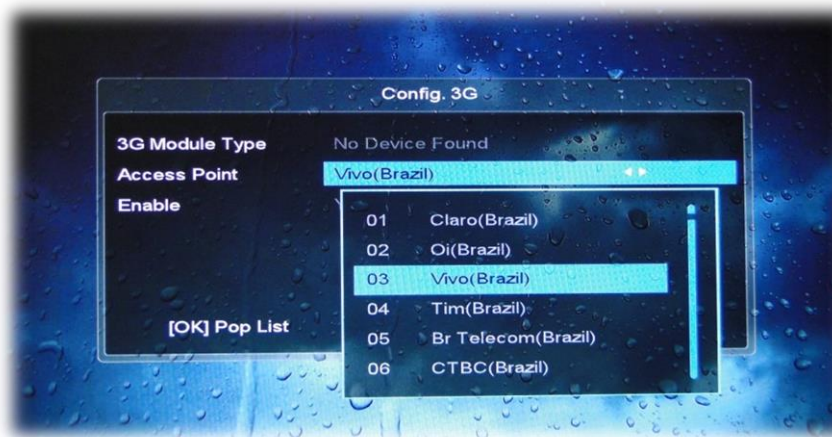 Config. 3G
3G Module Type No Device Found
Access Point Vivo(Brazil)
Enable
01 Claro(Brazil)
02 Oi(Brazil)
03 Vivo(Brazil)
04 Tim(Brazil)
05 Br Telecom(Brazil)
06 CTBC(Brazil)
[OK] Pop List